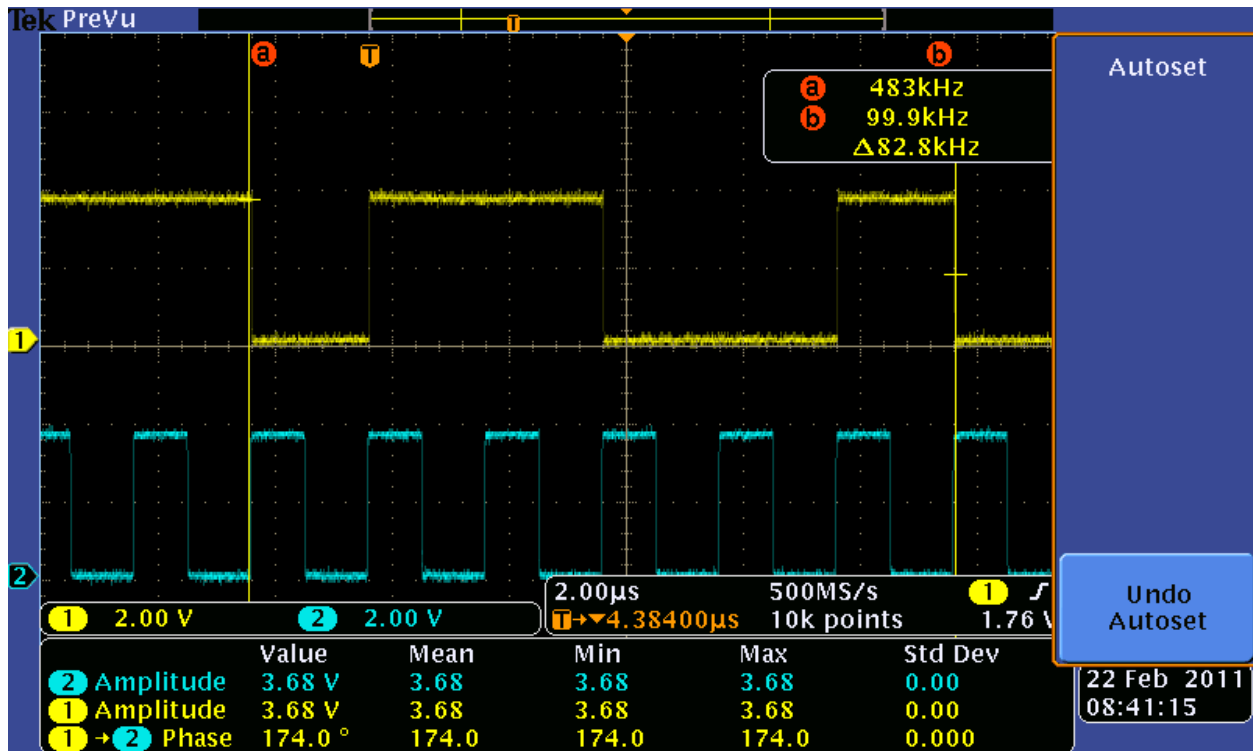 Tek PreVu
T
a T b
a 483kHz
b 99.9kHz
Δ82.8kHz
Autoset
1
2
1 2.00 V 2 2.00 V
2.00µs 500MS/s 1 ʃ
T→▼4.38400µs 10k points 1.76 V
Undo
Autoset
Value Mean Min Max Std Dev
2 Amplitude 3.68 V 3.68 3.68 3.68 0.00
1 Amplitude 3.68 V 3.68 3.68 3.68 0.00
1 → 2 Phase 174.0 ° 174.0 174.0 174.0 0.000
22 Feb 2011
08:41:15